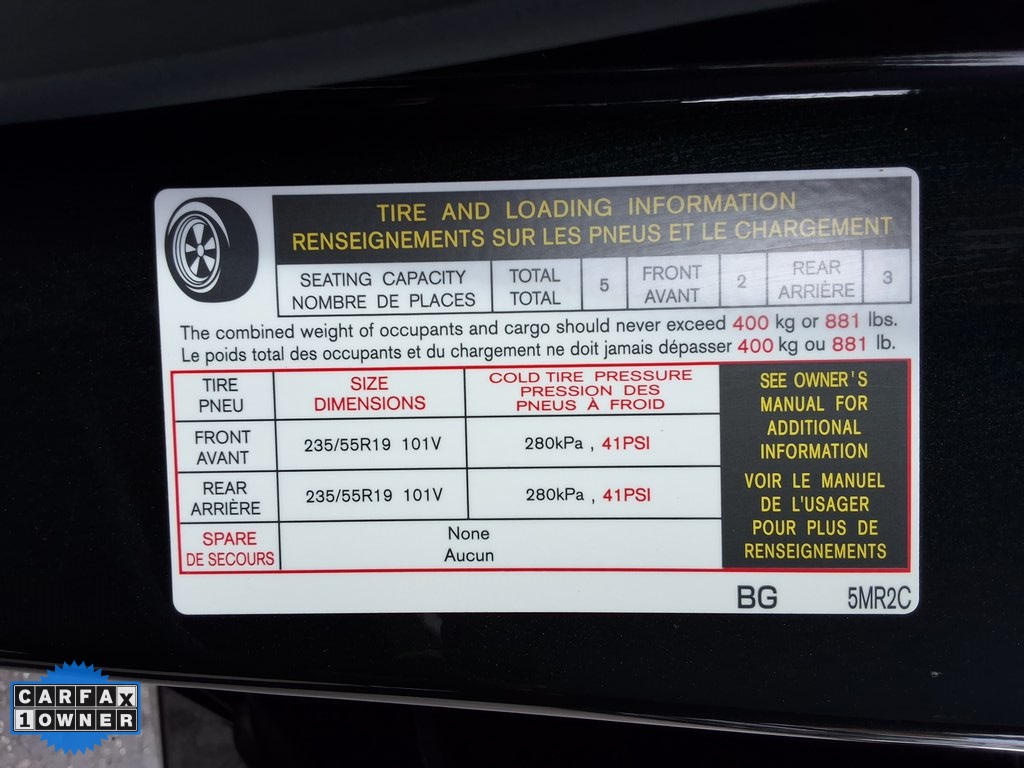 TIRE AND LOADING INFORMATION
RENSEIGNEMENTS SUR LES PNEUS ET LE CHARGEMENT
SEATING CAPACITY TOTAL 5 FRONT 2 REAR 3
NOMBRE DE PLACES TOTAL AVANT ARRIÈRE
The combined weight of occupants and cargo should never exceed 400 kg or 881 lbs.
Le poids total des occupants et du chargement ne doit jamais dépasser 400 kg ou 881 lb.
TIRE SIZE COLD TIRE PRESSURE
PNEU DIMENSIONS PRESSION DES
PNEUS À FROID
FRONT
AVANT 235/55R19 101V 280kPa , 41PSI
REAR
ARRIÈRE 235/55R19 101V 280kPa , 41PSI
SPARE None
DE SECOURS Aucun
SEE OWNER'S
MANUAL FOR
ADDITIONAL
INFORMATION
VOIR LE MANUEL
DE L'USAGER
POUR PLUS DE
RENSEIGNEMENTS
BG 5MR2C
CARFAX
1 OWNER